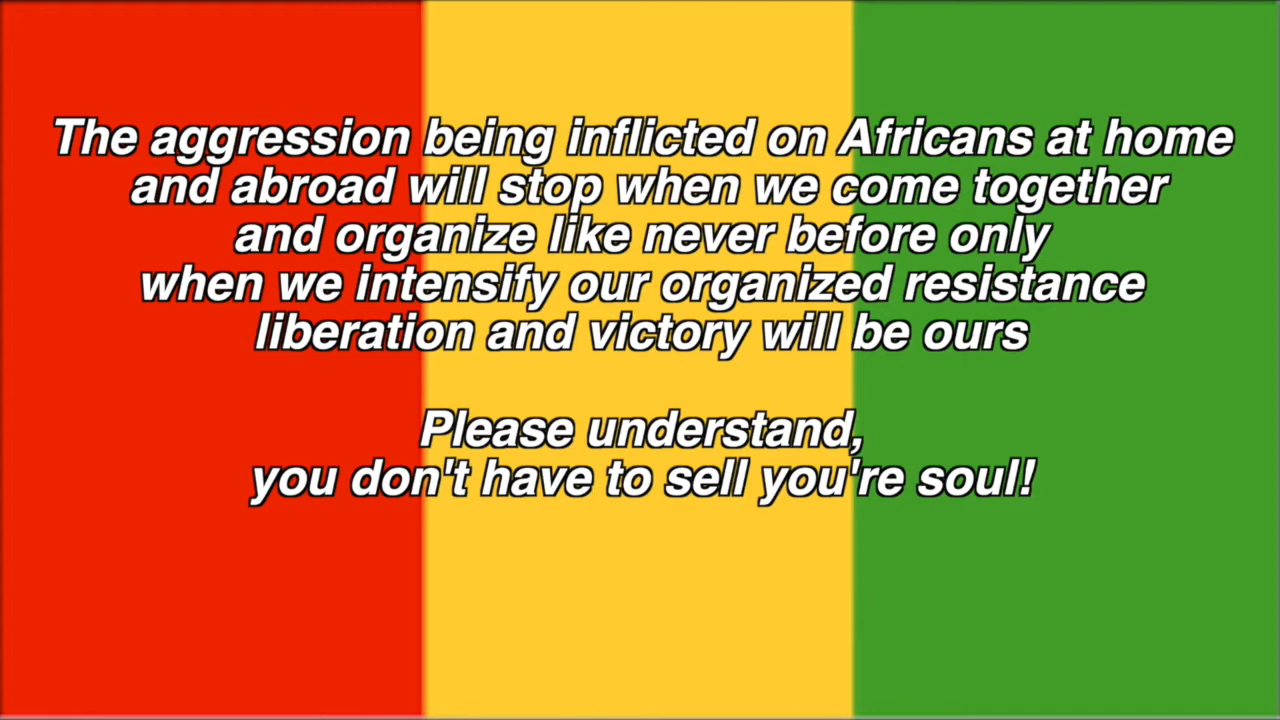 The aggression being inflicted on Africans at home
and abroad will stop when we come together
and organize like never before only
when we intensify our organized resistance
liberation and victory will be ours
Please understand,
you don't have to sell you're soul!